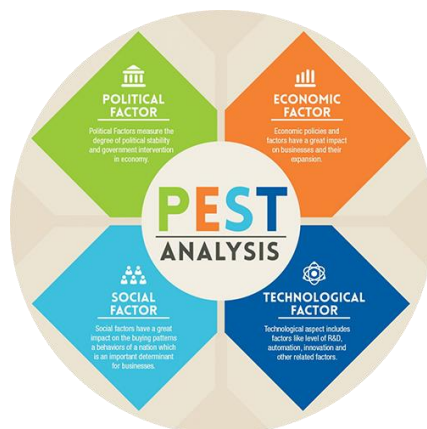 POLITICAL
FACTOR
Political Factors measure the
degree of political stability
and government intervention
in economy.
ECONOMIC
FACTOR
Economic policies and
factors have a great impact
on businesses and their
expansion.
PEST
ANALYSIS
SOCIAL
FACTOR
Social factors have a great
impact on the buying patterns
a behaviors of a nation which
is an important determinant
for businesses.
TECHNOLOGICAL
FACTOR
Technological aspect includes
factors like level of R&D,
automation, innovation and
other related factors.